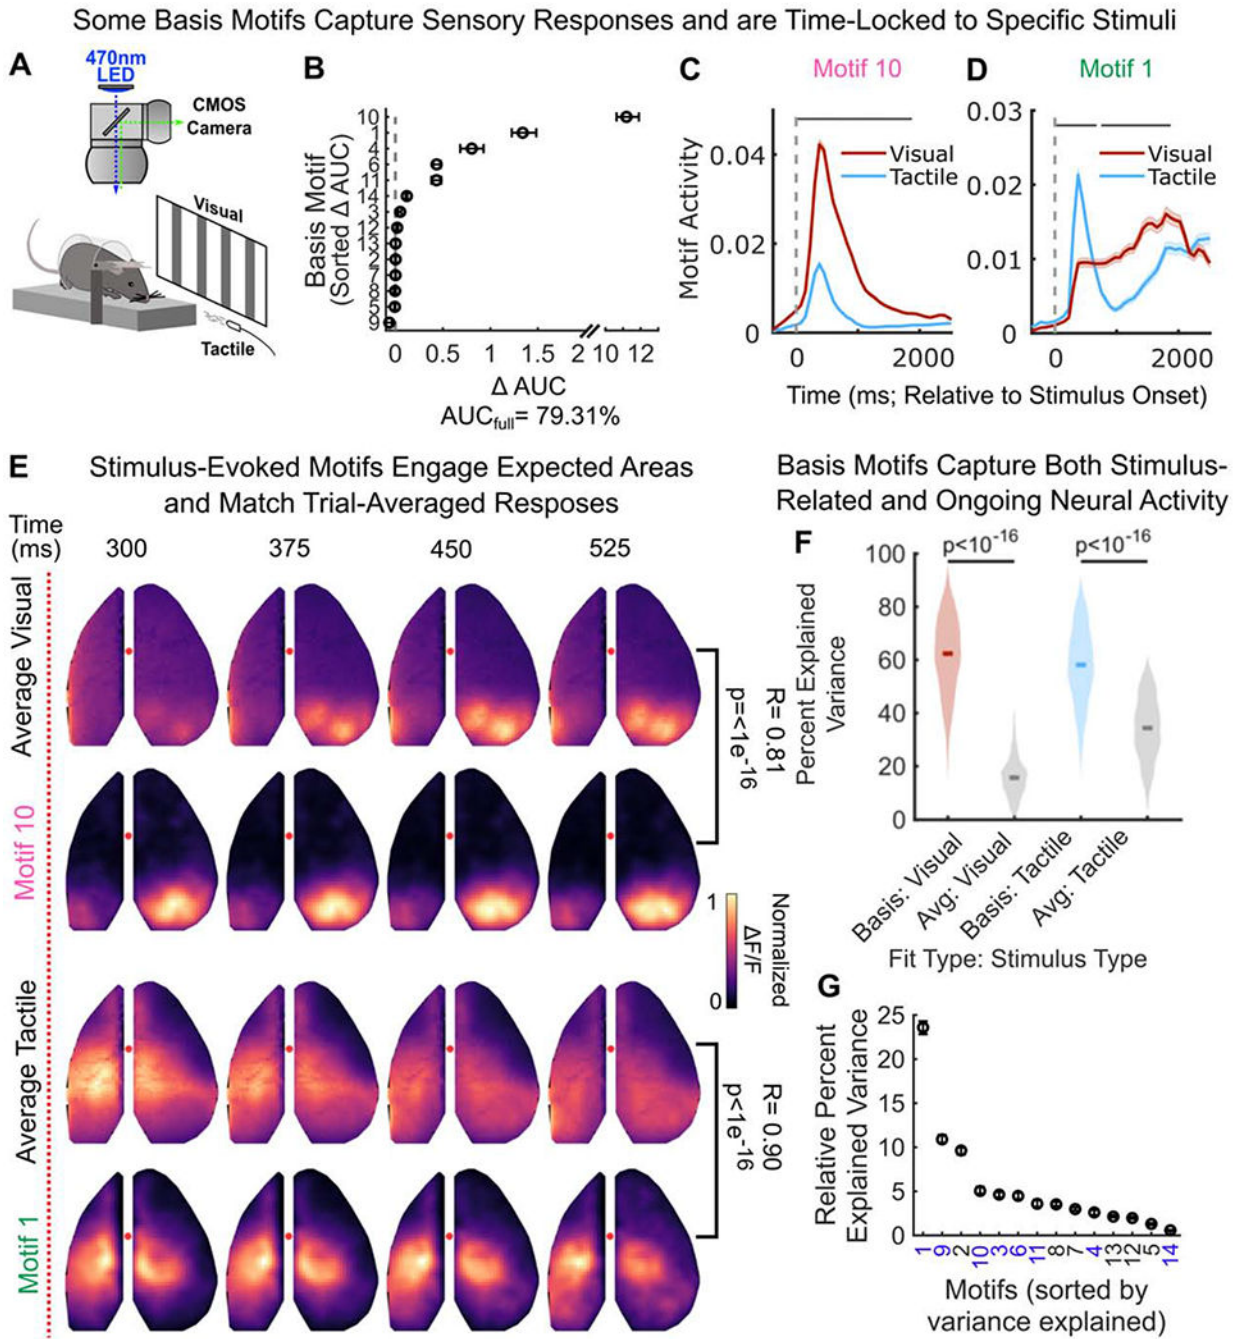 Some Basis Motifs Capture Sensory Responses and are Time-Locked to Specific Stimuli
A
470nm
LED
CMOS
Camera
Visual
Tactile
B
Basis Motif
(Sorted Δ AUC)
10
1
4
6
11
14
3
12
13
2
7
8
5
9
0
0.5
1
1.5
2
10
12
Δ AUC
AUCfull= 79.31%
C
Motif 10
Motif Activity
0.04
0.02
0
Visual
Tactile
0
2000
D
Motif 1
0.03
0.02
0.01
0
Visual
Tactile
0
2000
Time (ms; Relative to Stimulus Onset)
E
Stimulus-Evoked Motifs Engage Expected Areas
and Match Trial-Averaged Resposes
Time
(ms)
300
375
450
525
Average Visual
Motif 10
R= 0.81
p=<1e-16
1
0
Normalized
ΔF/F
Average Tactile
Motif 1
R= 0.90
p<1e-16
Basis Motifs Capture Both Stimulus-
Related and Ongoing Neural Activity
F
p<10-16
p<10-16
Percent Explained
Variance
100
80
60
40
20
0
Basis: Visual
Avg: Visual
Basis: Tactile
Avg: Tactile
Fit Type: Stimulus Type
G
Relative Percent
Explained Variance
25
20
15
10
5
0
1
9
2
10
3
6
11
8
7
4
13
12
5
14
Motifs (sorted by
variance explained)